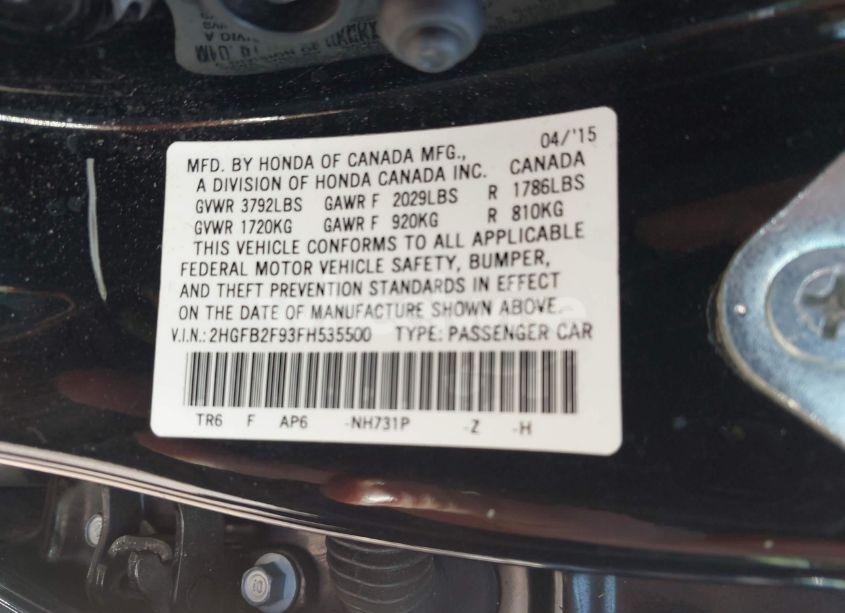 A DIVIS
04/'15
MFD. BY HONDA OF CANADA MFG.,
A DIVISION OF HONDA CANADA INC. CANADA
GVWR 3792LBS GAWR F 2029LBS R 1786LBS
GVWR 1720KG GAWR F 920KG R 810KG
THIS VEHICLE CONFORMS TO ALL APPLICABLE
FEDERAL MOTOR VEHICLE SAFETY, BUMPER,
AND THEFT PREVENTION STANDARDS IN EFFECT
ON THE DATE OF MANUFACTURE SHOWN ABOVE.
V.I.N.: 2HGFB2F93FH535500 TYPE: PASSENGER CAR
TR6 F AP6 -NH731P -Z -H